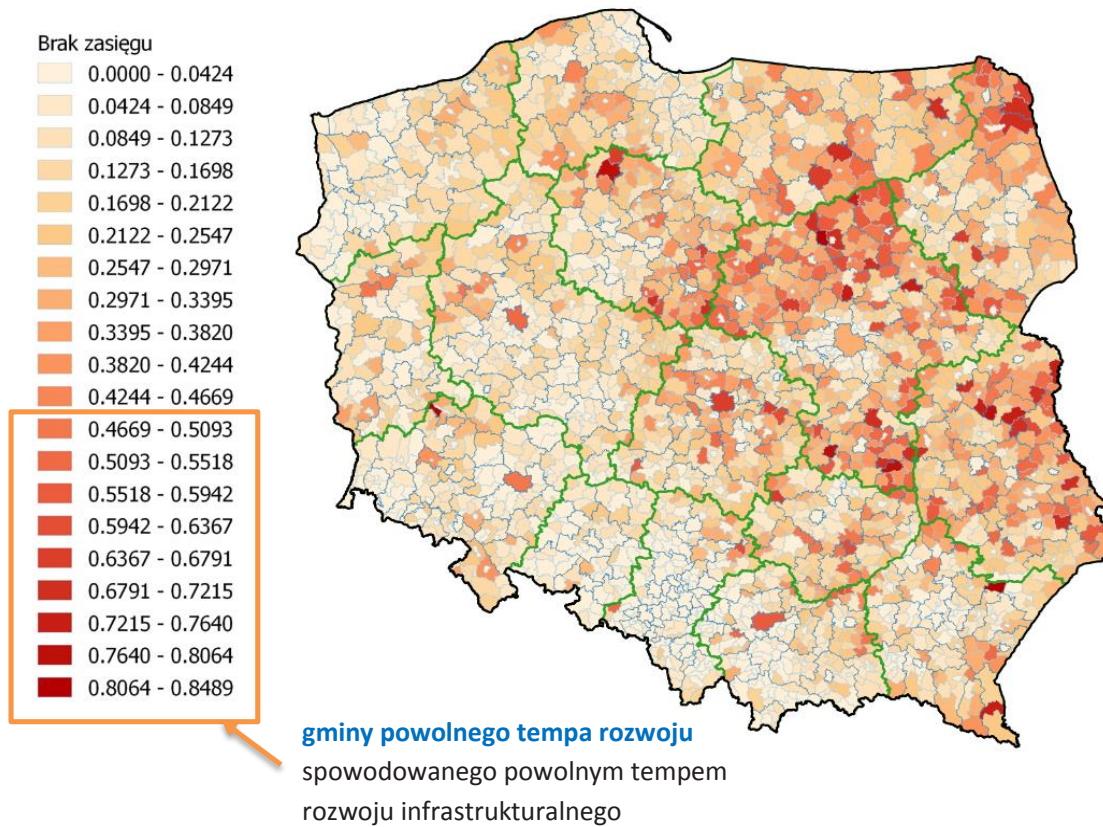 Brak zasięgu
0.0000 - 0.0424
0.0424 - 0.0849
0.0849 - 0.1273
0.1273 - 0.1698
0.1698 - 0.2122
0.2122 - 0.2547
0.2547 - 0.2971
0.2971 - 0.3395
0.3395 - 0.3820
0.3820 - 0.4244
0.4244 - 0.4669
0.4669 - 0.5093
0.5093 - 0.5518
0.5518 - 0.5942
0.5942 - 0.6367
0.6367 - 0.6791
0.6791 - 0.7215
0.7215 - 0.7640
0.7640 - 0.8064
0.8064 - 0.8489
gminy powolnego tempa rozwoju
spowodowanego powolnym tempem
rozwoju infrastrukturalnego